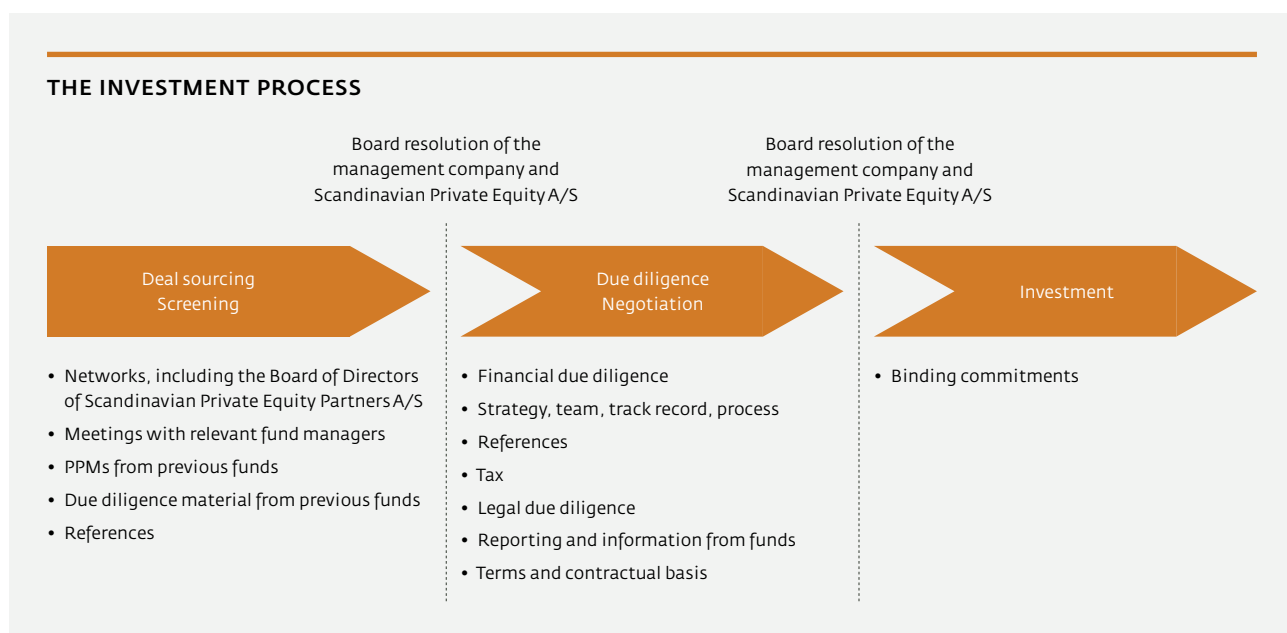 THE INVESTMENT PROCESS
Board resolution of the
management company and
Scandinavian Private Equity A/S
Board resolution of the
management company and
Scandinavian Private Equity A/S
Deal sourcing
Screening
Due diligence
Negotiation
Investment
• Networks, including the Board of Directors
of Scandinavian Private Equity Partners A/S
• Meetings with relevant fund managers
• PPMs from previous funds
• Due diligence material from previous funds
• References
• Financial due diligence
• Strategy, team, track record, process
• References
• Tax
• Legal due diligence
• Reporting and information from funds
• Terms and contractual basis
• Binding commitments